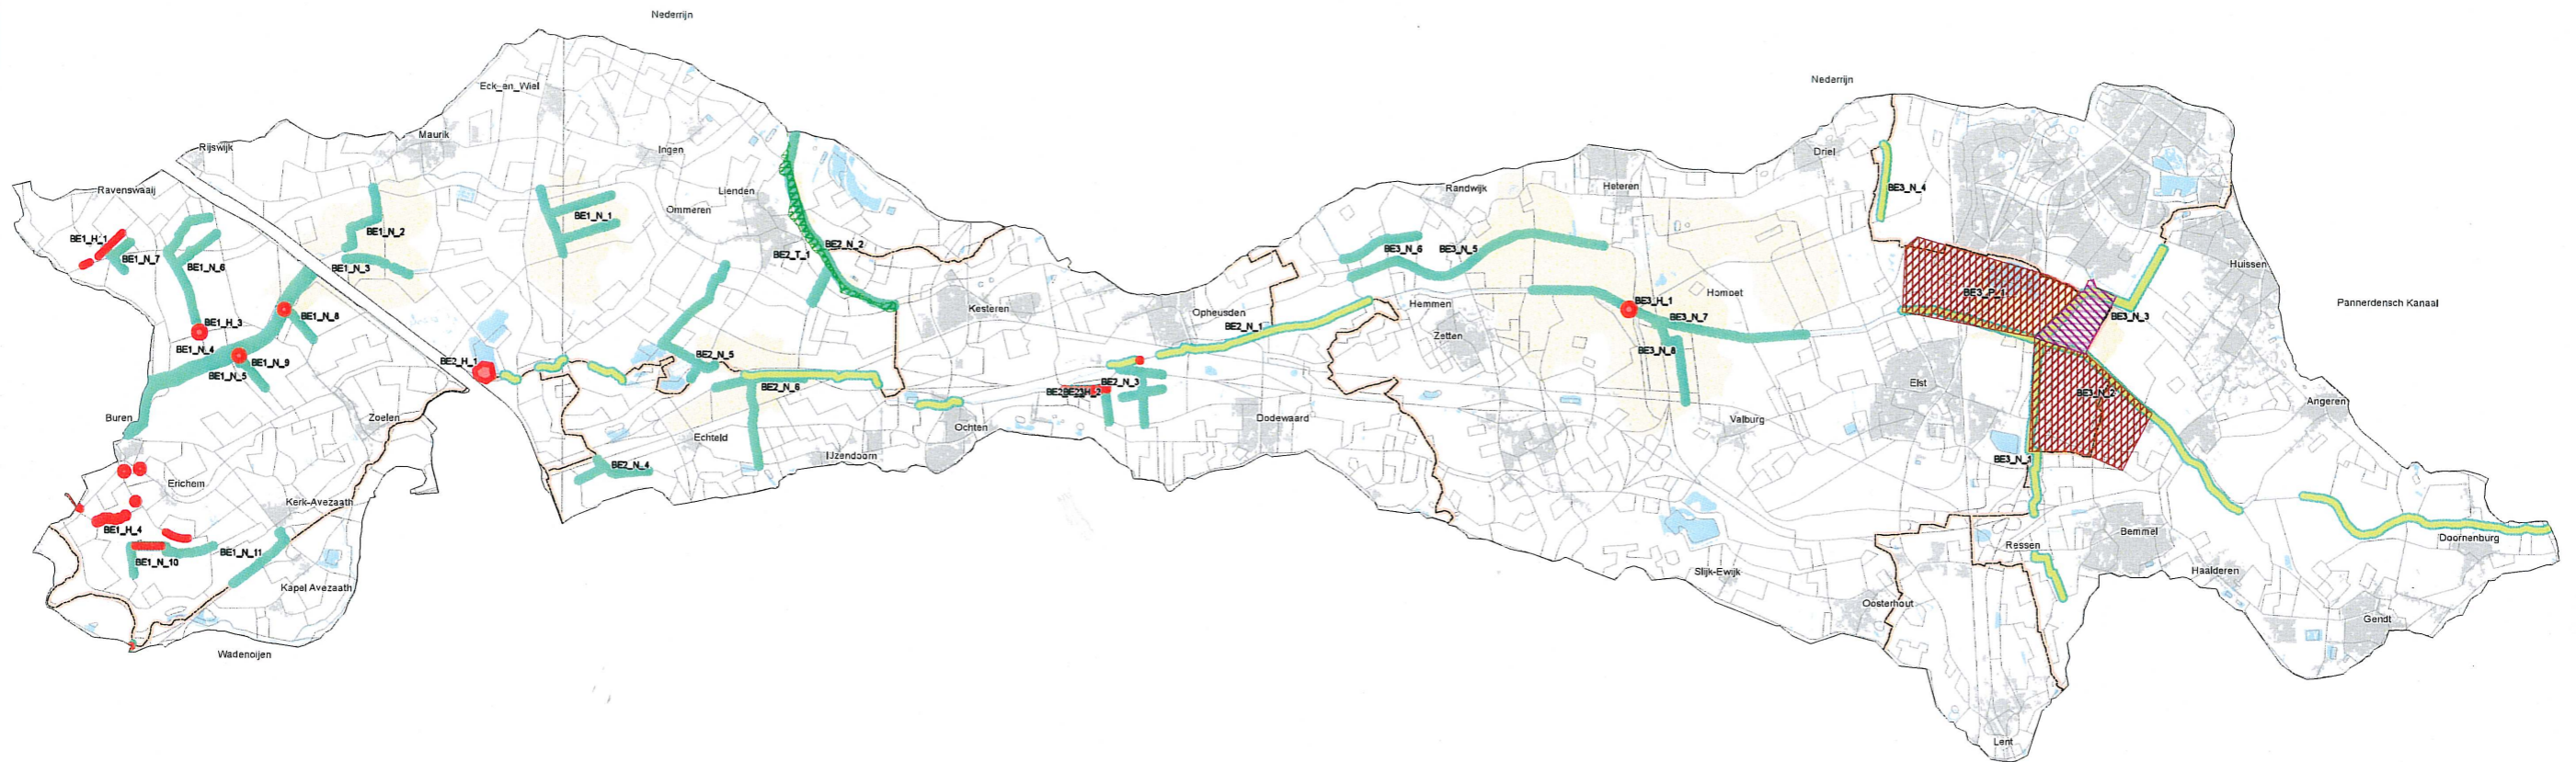 Nederrijn
Nederrijn
Eck_en_Wiel
Maurik
Rijswijk
Ingen
Driel
Randwijk
Heteren
Ravenswaaij
Lienden
BE3_N_4
Ommeren
BE1_N_1
BE1_N_2
BE1_H_1
BE2_N_2
BE3_N_6
BE3_N_5
BE2_T_1
BE1_N_7
BE1_N_6
BE1_N_3
Huissen
BE3_P_1
Homoet
BE3_H_1
Hemmen
Pannerdensch Kanaal
Kesteren
Opheusden
BE1_N_8
BE3_N_7
BE3_N_3
BE1_H_3
BE2_N_1
Zetten
BE1_N_4
BE3_N_8
BE2_N_5
BE2_H_1
BE1_N_9
BE1_N_5
BE2_N_3
Elst
BE2_N_6
BE3_N_2
Angeren
Buren
Zoelen
Dodewaard
Valburg
Ochten
Echteld
IJzendoorn
BE2_N_4
BE3_N_1
Erichem
Kerk-Avezaath
BE1_H_4
Bemmel
Doornenburg
Ressen
BE1_N_11
BE1_N_10
Slijk-Ewijk
Haalderen
Kapel Avezaath
Oosterhout
Gendt
Wadenoijen
Lent